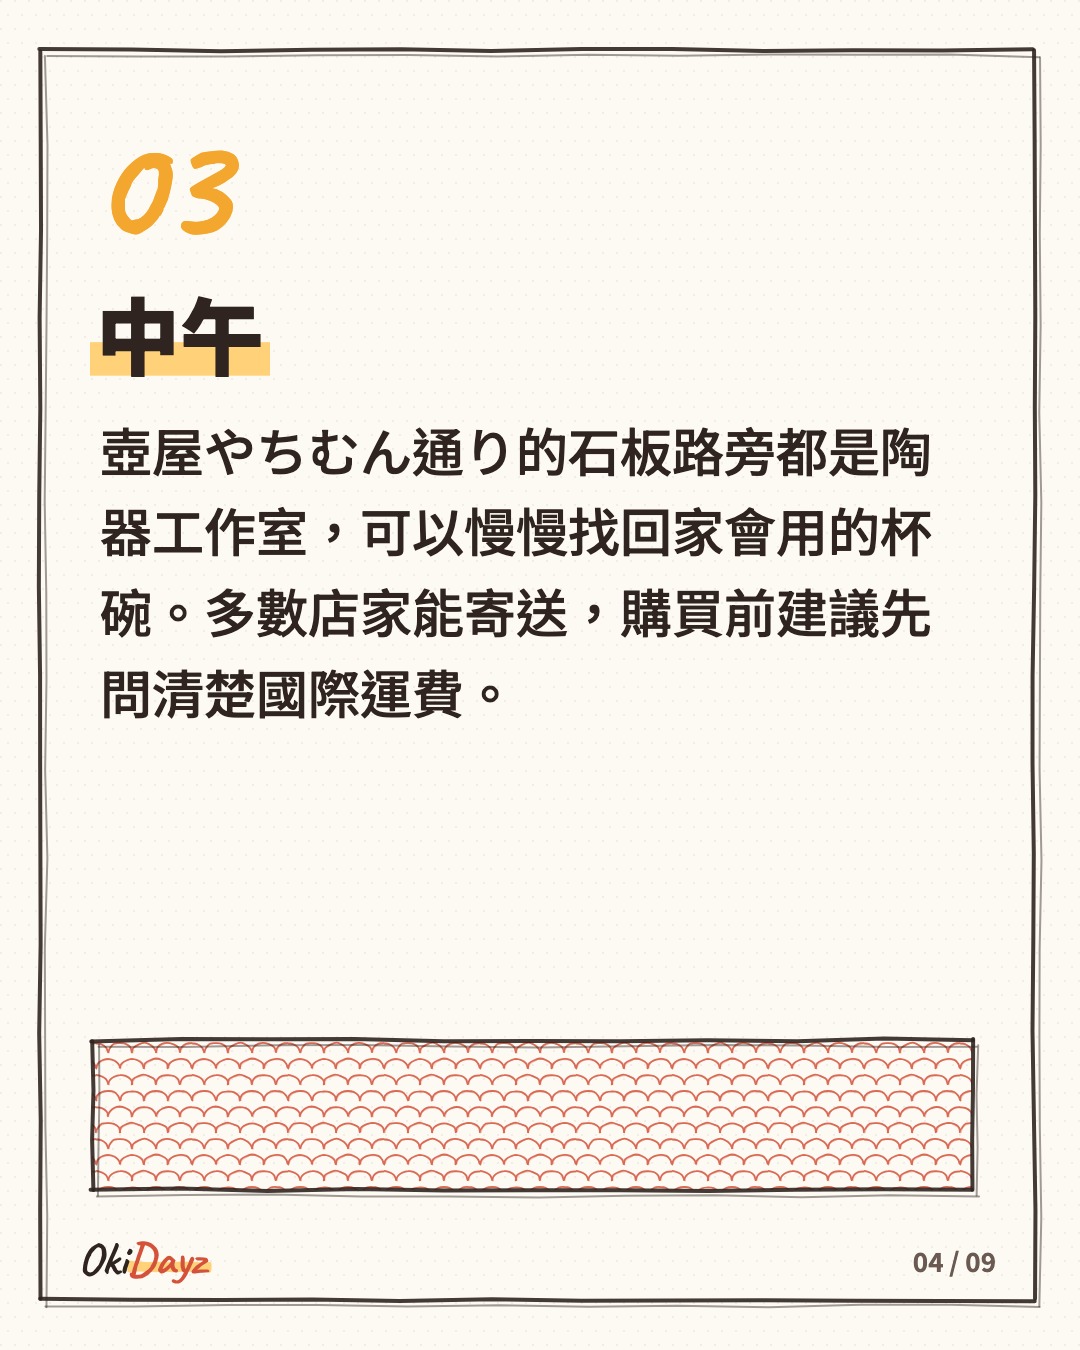 03
中午
壺屋やちむん通り的石板路旁都是陶
器工作室，可以慢慢找回家會用的杯
碗。多數店家能寄送，購買前建議先
問清楚國際運費。
OkiDayz
04 / 09